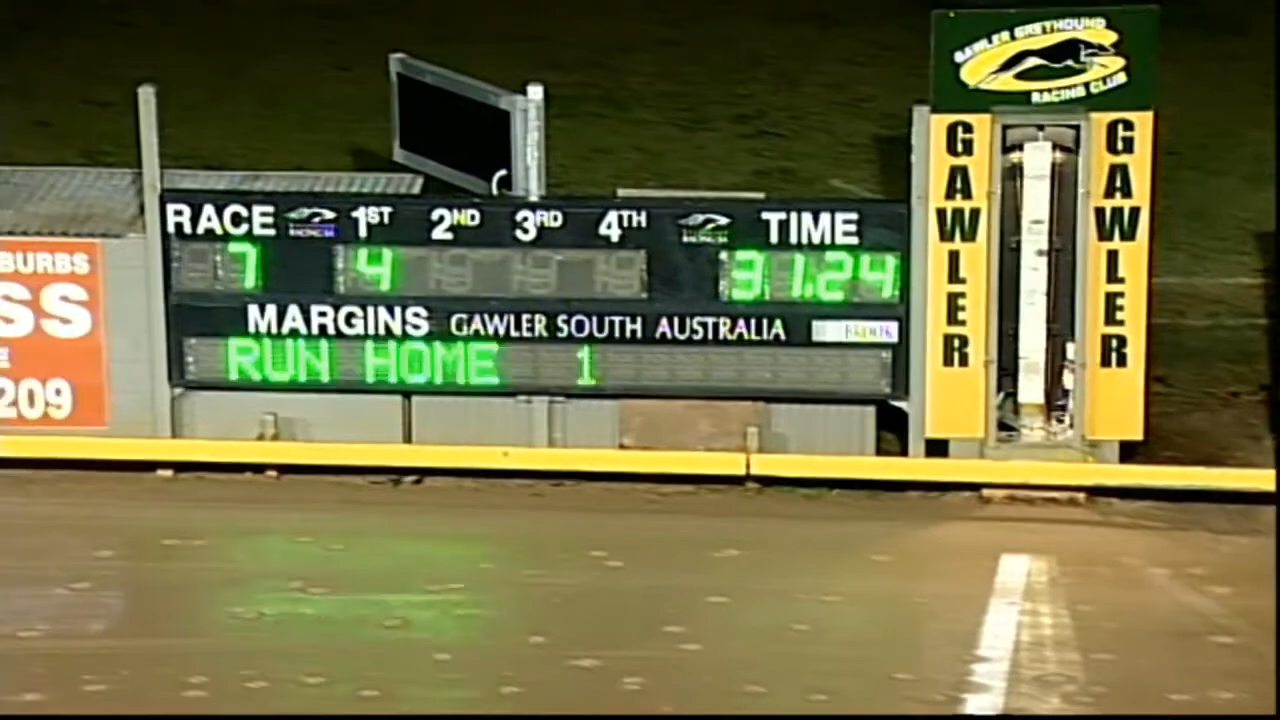 GAWLER GREYHOUND
RACING CLUB
RACE 1ST 2ND 3RD 4TH TIME
7 4 31.24
MARGINS GAWLER SOUTH AUSTRALIA
RUN HOME 1
GAWLER
GAWLER
BURBS
SS
E
209